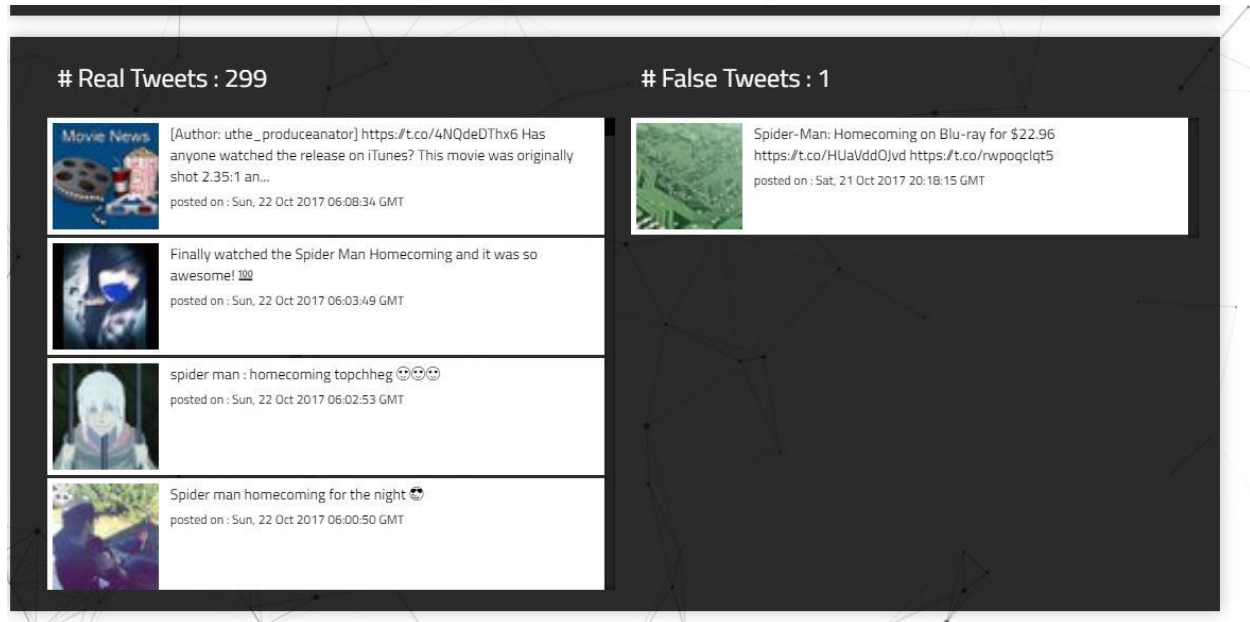 # Real Tweets : 299
Movie News
[Author: uthe_produceanator] https://t.co/4NQdeDThx6 Has
anyone watched the release on iTunes? This movie was originally
shot 2.35:1 an...
posted on : Sun, 22 Oct 2017 06:08:34 GMT
Finally watched the Spider Man Homecoming and it was so
awesome! 💯
posted on : Sun, 22 Oct 2017 06:03:49 GMT
spider man : homecoming topchheg 🙂🙂🙂
posted on : Sun, 22 Oct 2017 06:02:53 GMT
Spider man homecoming for the night 😎
posted on : Sun, 22 Oct 2017 06:00:50 GMT
# False Tweets : 1
Spider-Man: Homecoming on Blu-ray for $22.96
https://t.co/HUaVddOJvd https://t.co/rwpoqclqt5
posted on : Sat, 21 Oct 2017 20:18:15 GMT